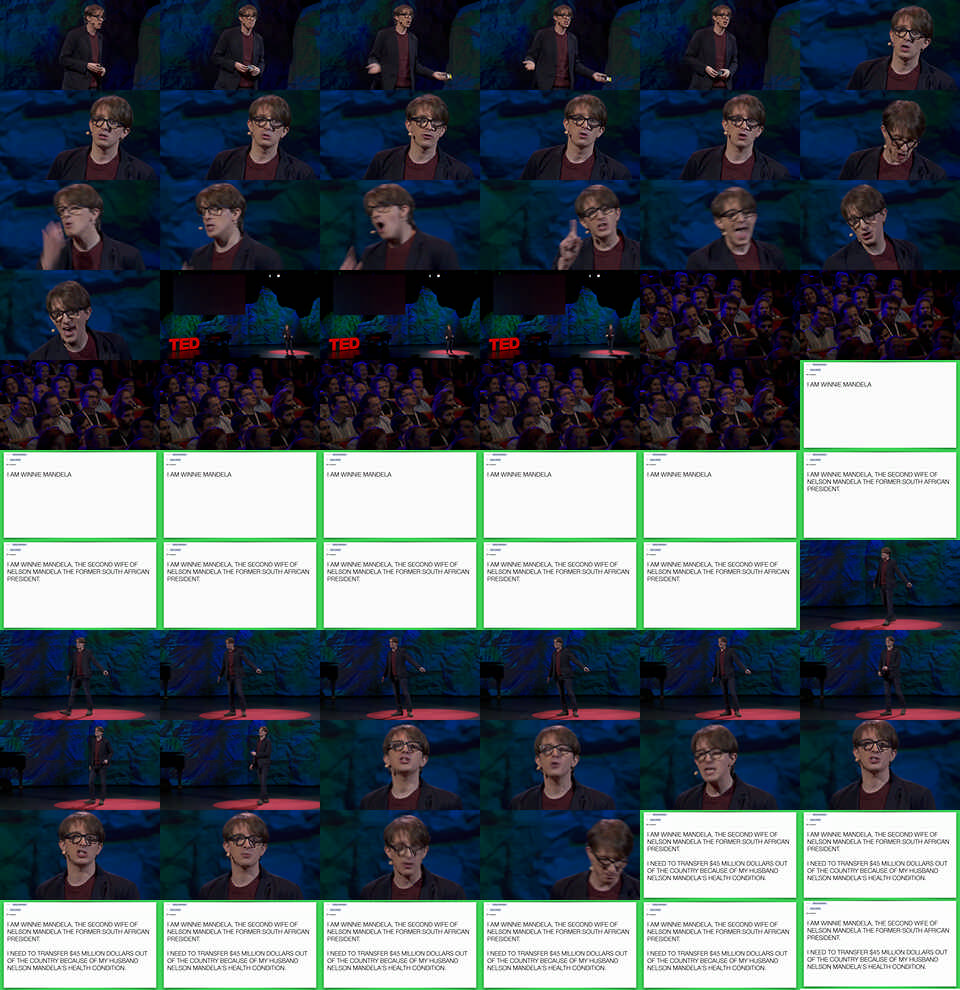 TED
TED
TED
I AM WINNIE MANDELA
I AM WINNIE MANDELA
I AM WINNIE MANDELA
I AM WINNIE MANDELA
I AM WINNIE MANDELA
I AM WINNIE MANDELA
I AM WINNIE MANDELA, THE SECOND WIFE OF
NELSON MANDELA THE FORMER SOUTH AFRICAN
PRESIDENT.
I AM WINNIE MANDELA, THE SECOND WIFE OF
NELSON MANDELA THE FORMER SOUTH AFRICAN
PRESIDENT.
I AM WINNIE MANDELA, THE SECOND WIFE OF
NELSON MANDELA THE FORMER SOUTH AFRICAN
PRESIDENT.
I AM WINNIE MANDELA, THE SECOND WIFE OF
NELSON MANDELA THE FORMER SOUTH AFRICAN
PRESIDENT.
I AM WINNIE MANDELA, THE SECOND WIFE OF
NELSON MANDELA THE FORMER SOUTH AFRICAN
PRESIDENT.
I AM WINNIE MANDELA, THE SECOND WIFE OF
NELSON MANDELA THE FORMER SOUTH AFRICAN
PRESIDENT.
I AM WINNIE MANDELA, THE SECOND WIFE OF
NELSON MANDELA THE FORMER SOUTH AFRICAN
PRESIDENT.
I NEED TO TRANSFER $45 MILLION DOLLARS OUT
OF THE COUNTRY BECAUSE OF MY HUSBAND
NELSON MANDELA'S HEALTH CONDITION.
I AM WINNIE MANDELA, THE SECOND WIFE OF
NELSON MANDELA THE FORMER SOUTH AFRICAN
PRESIDENT.
I NEED TO TRANSFER $45 MILLION DOLLARS OUT
OF THE COUNTRY BECAUSE OF MY HUSBAND
NELSON MANDELA'S HEALTH CONDITION.
I AM WINNIE MANDELA, THE SECOND WIFE OF
NELSON MANDELA THE FORMER SOUTH AFRICAN
PRESIDENT.
I NEED TO TRANSFER $45 MILLION DOLLARS OUT
OF THE COUNTRY BECAUSE OF MY HUSBAND
NELSON MANDELA'S HEALTH CONDITION.
I AM WINNIE MANDELA, THE SECOND WIFE OF
NELSON MANDELA THE FORMER SOUTH AFRICAN
PRESIDENT.
I NEED TO TRANSFER $45 MILLION DOLLARS OUT
OF THE COUNTRY BECAUSE OF MY HUSBAND
NELSON MANDELA'S HEALTH CONDITION.
I AM WINNIE MANDELA, THE SECOND WIFE OF
NELSON MANDELA THE FORMER SOUTH AFRICAN
PRESIDENT.
I NEED TO TRANSFER $45 MILLION DOLLARS OUT
OF THE COUNTRY BECAUSE OF MY HUSBAND
NELSON MANDELA'S HEALTH CONDITION.
I AM WINNIE MANDELA, THE SECOND WIFE OF
NELSON MANDELA THE FORMER SOUTH AFRICAN
PRESIDENT.
I NEED TO TRANSFER $45 MILLION DOLLARS OUT
OF THE COUNTRY BECAUSE OF MY HUSBAND
NELSON MANDELA'S HEALTH CONDITION.
I AM WINNIE MANDELA, THE SECOND WIFE OF
NELSON MANDELA THE FORMER SOUTH AFRICAN
PRESIDENT.
I NEED TO TRANSFER $45 MILLION DOLLARS OUT
OF THE COUNTRY BECAUSE OF MY HUSBAND
NELSON MANDELA'S HEALTH CONDITION.
I AM WINNIE MANDELA, THE SECOND WIFE OF
NELSON MANDELA THE FORMER SOUTH AFRICAN
PRESIDENT.
I NEED TO TRANSFER $45 MILLION DOLLARS OUT
OF THE COUNTRY BECAUSE OF MY HUSBAND
NELSON MANDELA'S HEALTH CONDITION.